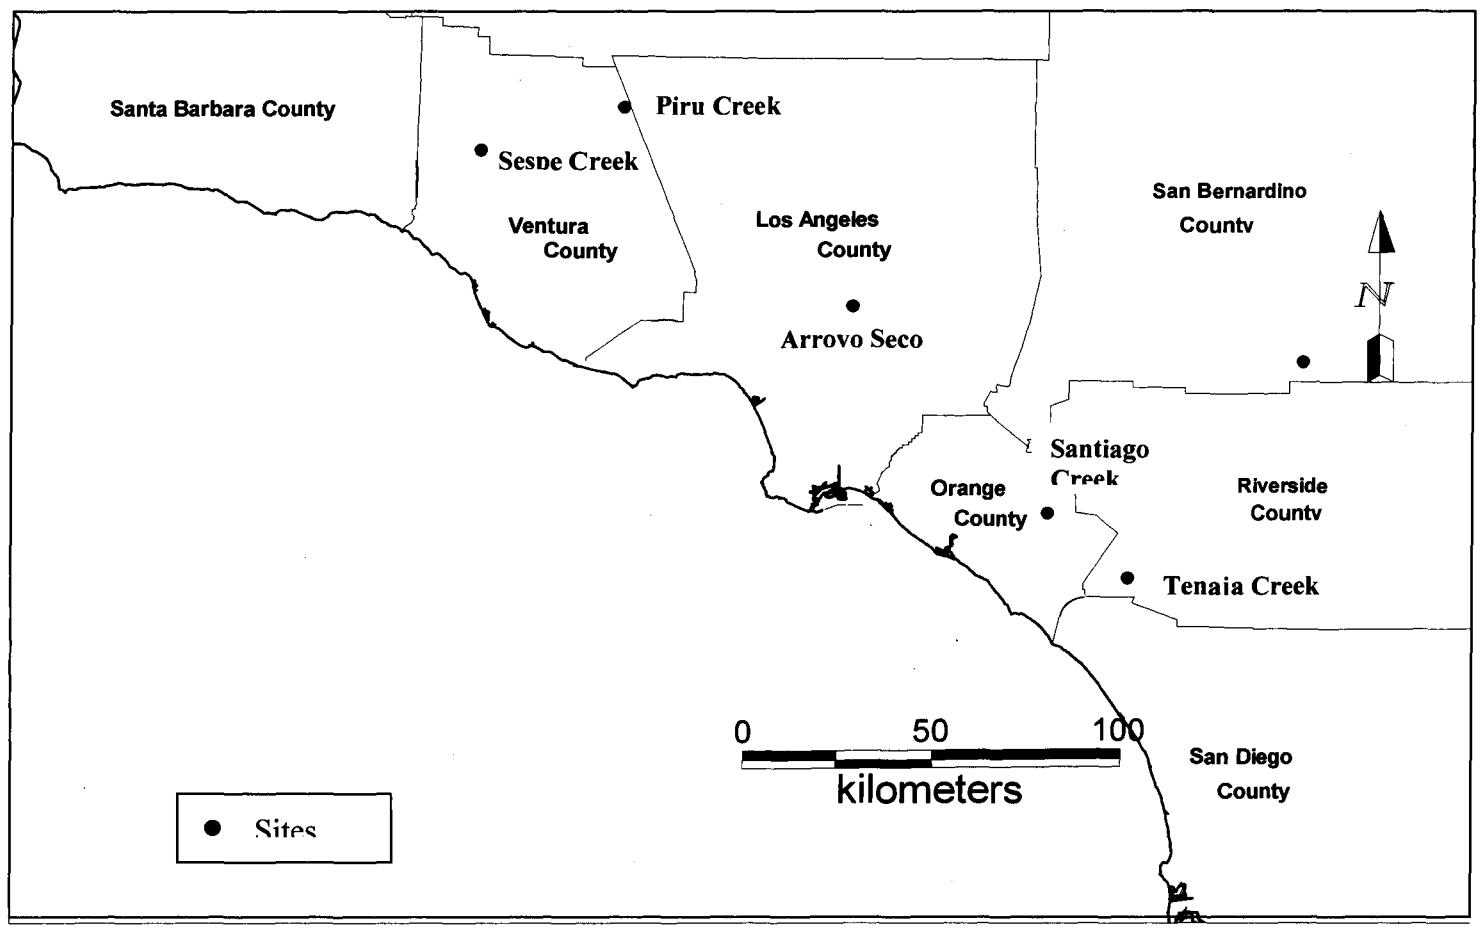 Santa Barbara County
Piru Creek
Sespe Creek
San Bernardino
County
Ventura
County
Los Angeles
County
N
Arroyo Seco
Santiago
Creek
Orange
County
Riverside
County
Tenaja Creek
0 50 100
kilometers
San Diego
County
Sites